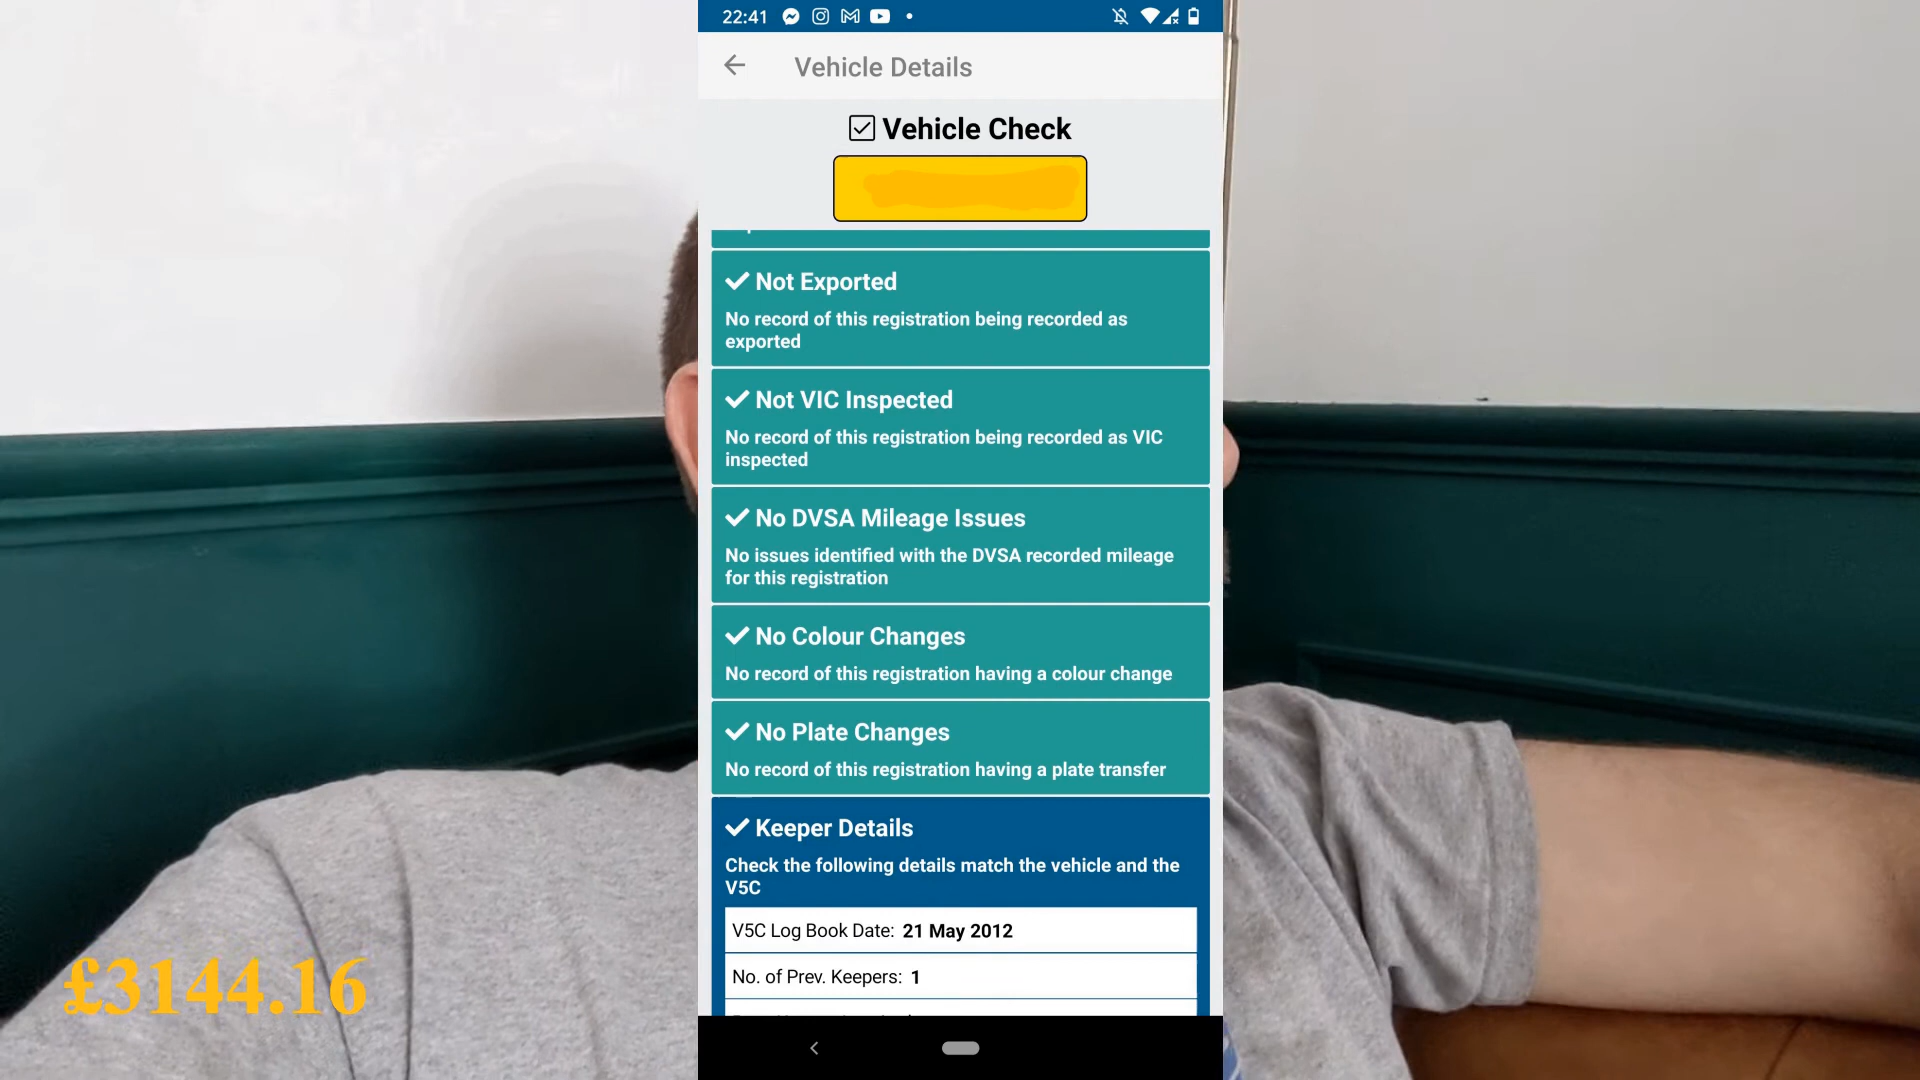 22:41
Vehicle Details
Vehicle Check
Not Exported
No record of this registration being recorded as
exported
Not VIC Inspected
No record of this registration being recorded as VIC
inspected
No DVSA Mileage Issues
No issues identified with the DVSA recorded mileage
for this registration
No Colour Changes
No record of this registration having a colour change
No Plate Changes
No record of this registration having a plate transfer
Keeper Details
Check the following details match the vehicle and the
V5C
V5C Log Book Date: 21 May 2012
No. of Prev. Keepers: 1
£3144.16